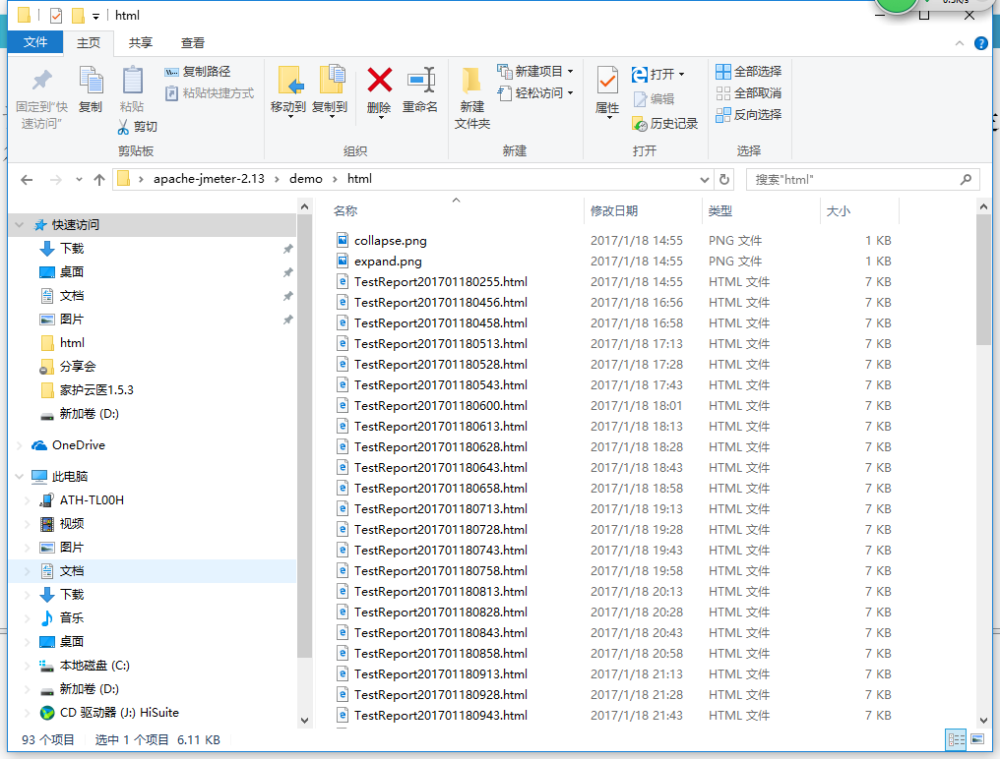 html
文件 主页 共享 查看
固定到“快速访问”
复制
粘贴
复制路径
粘贴快捷方式
剪切
剪贴板
移动到
复制到
删除
重命名
组织
新建文件夹
新建项目
轻松访问
新建
属性
打开
编辑
历史记录
打开
全部选择
全部取消
反向选择
选择
apache-jmeter-2.13 demo html
搜索"html"
快速访问
下载
桌面
文档
图片
html
分享会
家护云医1.5.3
新加卷 (D:)
OneDrive
此电脑
ATH-TL00H
视频
图片
文档
下载
音乐
桌面
本地磁盘 (C:)
新加卷 (D:)
CD 驱动器 (J:) HiSuite
名称 修改日期 类型 大小
collapse.png 2017/1/18 14:55 PNG 文件 1 KB
expand.png 2017/1/18 14:55 PNG 文件 1 KB
TestReport201701180255.html 2017/1/18 14:55 HTML 文件 7 KB
TestReport201701180456.html 2017/1/18 16:56 HTML 文件 7 KB
TestReport201701180458.html 2017/1/18 16:58 HTML 文件 7 KB
TestReport201701180513.html 2017/1/18 17:13 HTML 文件 7 KB
TestReport201701180528.html 2017/1/18 17:28 HTML 文件 7 KB
TestReport201701180543.html 2017/1/18 17:43 HTML 文件 7 KB
TestReport201701180600.html 2017/1/18 18:01 HTML 文件 7 KB
TestReport201701180613.html 2017/1/18 18:13 HTML 文件 7 KB
TestReport201701180628.html 2017/1/18 18:28 HTML 文件 7 KB
TestReport201701180643.html 2017/1/18 18:43 HTML 文件 7 KB
TestReport201701180658.html 2017/1/18 18:58 HTML 文件 7 KB
TestReport201701180713.html 2017/1/18 19:13 HTML 文件 7 KB
TestReport201701180728.html 2017/1/18 19:28 HTML 文件 7 KB
TestReport201701180743.html 2017/1/18 19:43 HTML 文件 7 KB
TestReport201701180758.html 2017/1/18 19:58 HTML 文件 7 KB
TestReport201701180813.html 2017/1/18 20:13 HTML 文件 7 KB
TestReport201701180828.html 2017/1/18 20:28 HTML 文件 7 KB
TestReport201701180843.html 2017/1/18 20:43 HTML 文件 7 KB
TestReport201701180858.html 2017/1/18 20:58 HTML 文件 7 KB
TestReport201701180913.html 2017/1/18 21:13 HTML 文件 7 KB
TestReport201701180928.html 2017/1/18 21:28 HTML 文件 7 KB
TestReport201701180943.html 2017/1/18 21:43 HTML 文件 7 KB
93 个项目 选中 1 个项目 6.11 KB